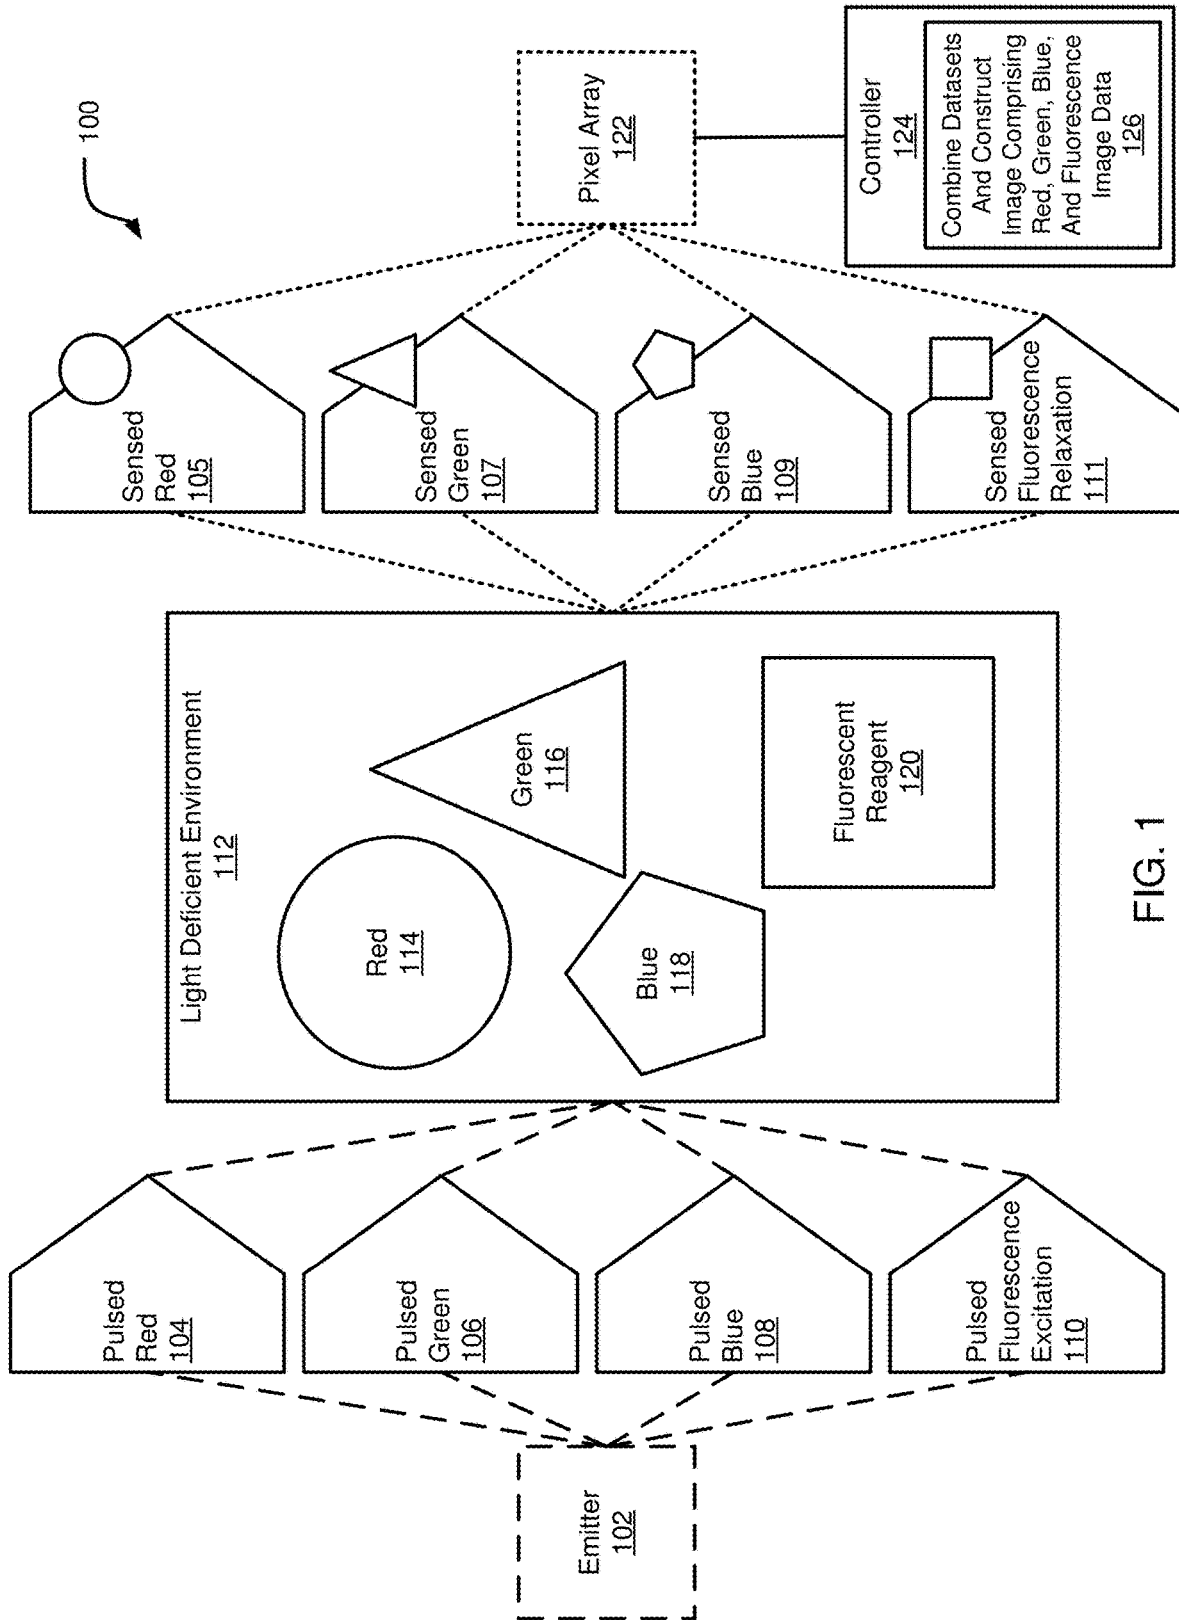 100
Emitter
102
Pulsed
Red
104
Pulsed
Green
106
Pulsed
Blue
108
Pulsed
Fluorescence
Excitation
110
Light Deficient Environment
112
Red
114
Green
116
Blue
118
Fluorescent
Reagent
120
Sensed
Red
105
Sensed
Green
107
Sensed
Blue
109
Sensed
Fluorescence
Relaxation
111
Pixel Array
122
Controller
124
Combine Datasets
And Construct
Image Comprising
Red, Green, Blue,
And Fluorescence
Image Data
126
FIG. 1